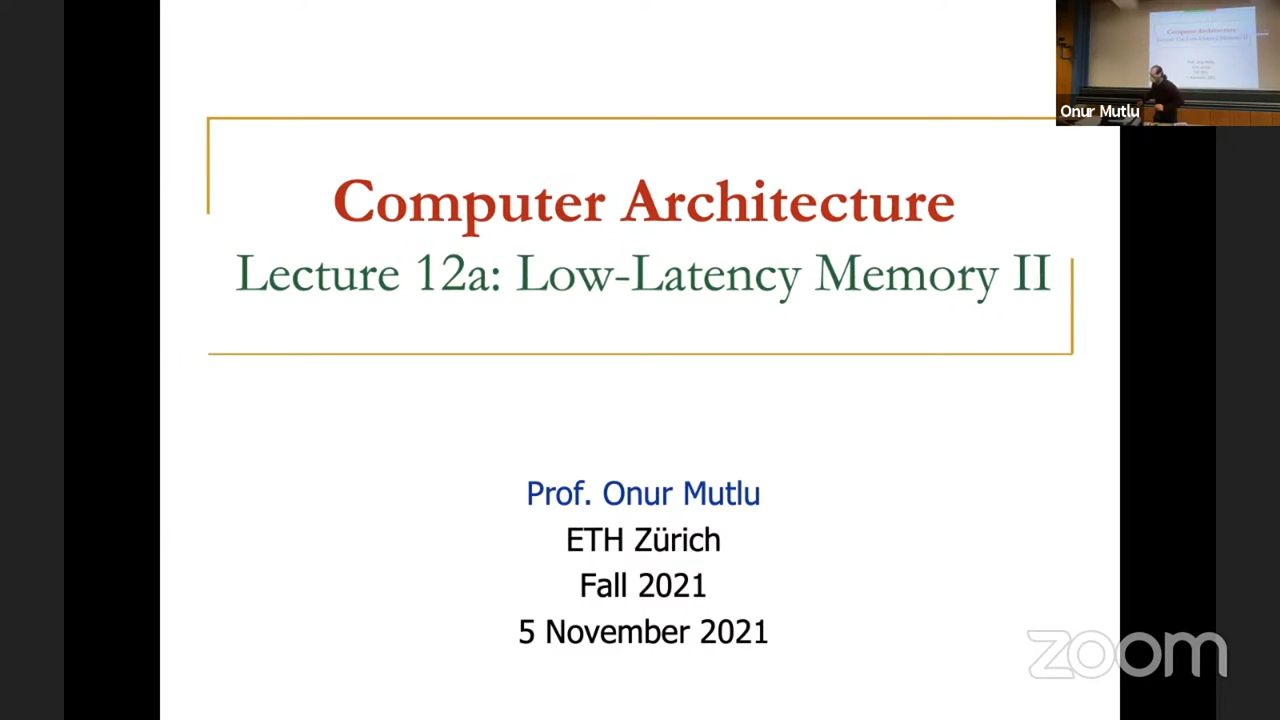 Computer Architecture
Lecture 12a: Low-Latency Memory II
Prof. Onur Mutlu
ETH Zürich
Fall 2021
5 November 2021
Onur Mutlu
zoom